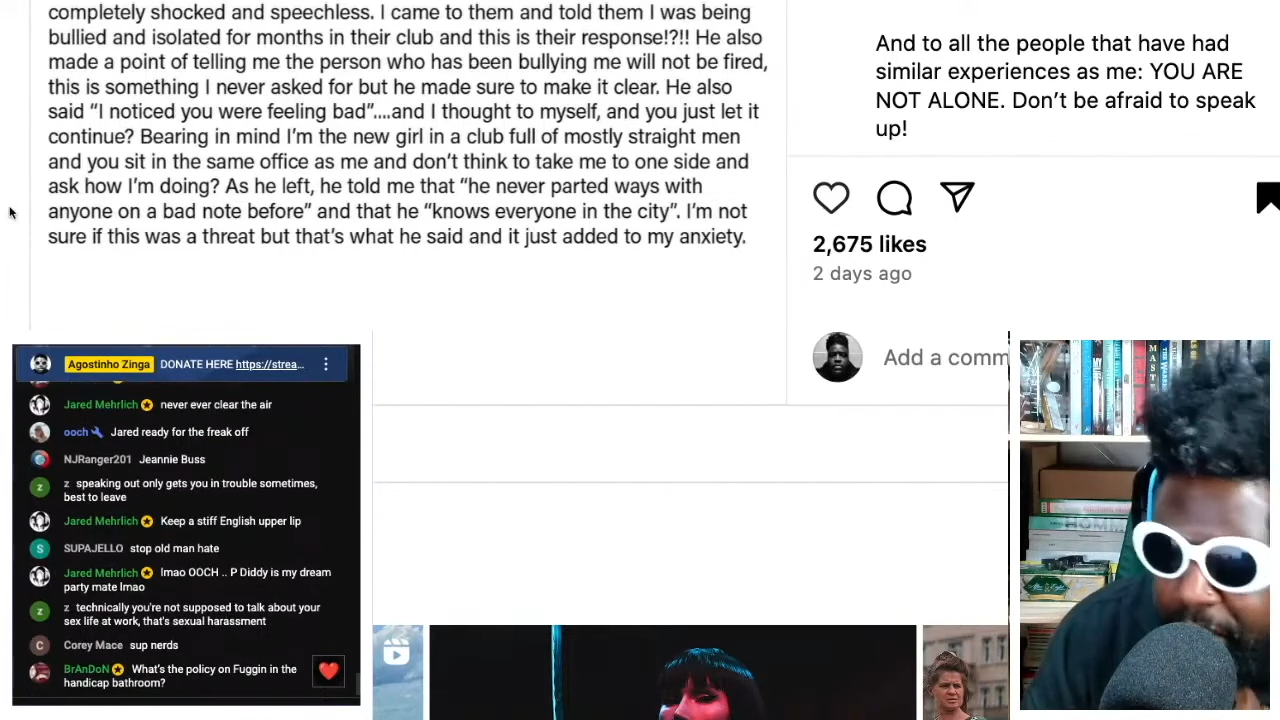 completely shocked and speechless. I came to them and told them I was being
bullied and isolated for months in their club and this is their response!?!! He also
made a point of telling me the person who has been bullying me will not be fired,
this is something I never asked for but he made sure to make it clear. He also
said “I noticed you were feeling bad”....and I thought to myself, and you just let it
continue? Bearing in mind I’m the new girl in a club full of mostly straight men
and you sit in the same office as me and don’t think to take me to one side and
ask how I’m doing? As he left, he told me that “he never parted ways with
anyone on a bad note before” and that he “knows everyone in the city”. I’m not
sure if this was a threat but that’s what he said and it just added to my anxiety.
And to all the people that have had
similar experiences as me: YOU ARE
NOT ALONE. Don’t be afraid to speak
up!
2,675 likes
2 days ago
Add a comm
Agostinho Zinga DONATE HERE https://strea...
Jared Mehrlich never ever clear the air
ooch Jared ready for the freak off
NJRanger201 Jeannie Buss
z z speaking out only gets you in trouble sometimes,
best to leave
Jared Mehrlich Keep a stiff English upper lip
S SUPAJELLO stop old man hate
Jared Mehrlich lmao OOCH .. P Diddy is my dream
party mate lmao
z z technically you're not supposed to talk about your
sex life at work, that's sexual harassment
C Corey Mace sup nerds
BrAnDoN What's the policy on Fuggin in the
handicap bathroom?